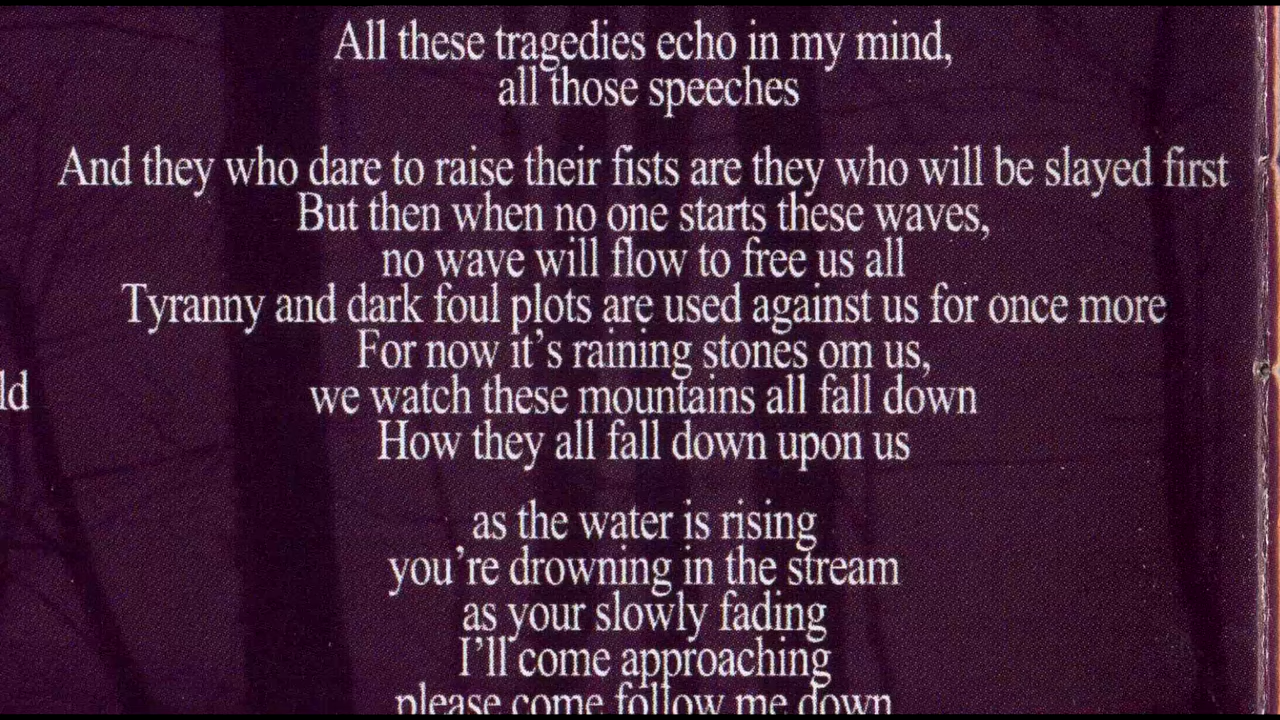 All these tragedies echo in my mind,
all those speeches
And they who dare to raise their fists are they who will be slayed first
But then when no one starts these waves,
no wave will flow to free us all
Tyranny and dark foul plots are used against us for once more
For now it's raining stones om us,
ld
we watch these mountains all fall down
How they all fall down upon us
as the water is rising
you're drowning in the stream
as your slowly fading
I'll come approaching
please come follow me down